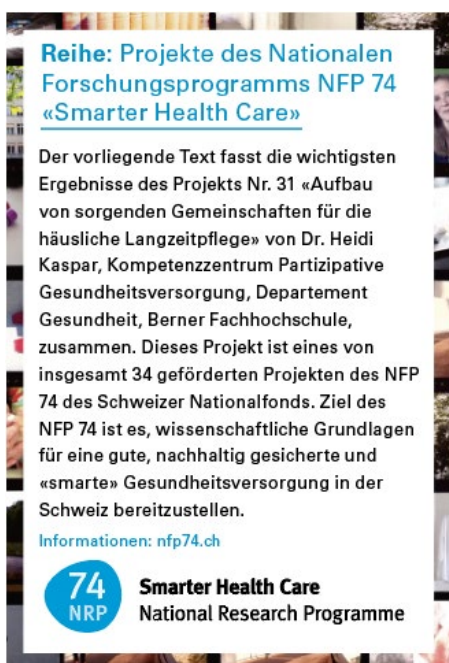 Reihe: Projekte des Nationalen
Forschungsprogramms NFP 74
«Smarter Health Care»
Der vorliegende Text fasst die wichtigsten
Ergebnisse des Projekts Nr. 31 «Aufbau
von sorgenden Gemeinschaften für die
häusliche Langzeitpflege» von Dr. Heidi
Kaspar, Kompetenzzentrum Partizipative
Gesundheitsversorgung, Departement
Gesundheit, Berner Fachhochschule,
zusammen. Dieses Projekt ist eines von
insgesamt 34 geförderten Projekten des NFP
74 des Schweizer Nationalfonds. Ziel des
NFP 74 ist es, wissenschaftliche Grundlagen
für eine gute, nachhaltig gesicherte und
«smarte» Gesundheitsversorgung in der
Schweiz bereitzustellen.
Informationen: nfp74.ch
74
NRP
Smarter Health Care
National Research Programme